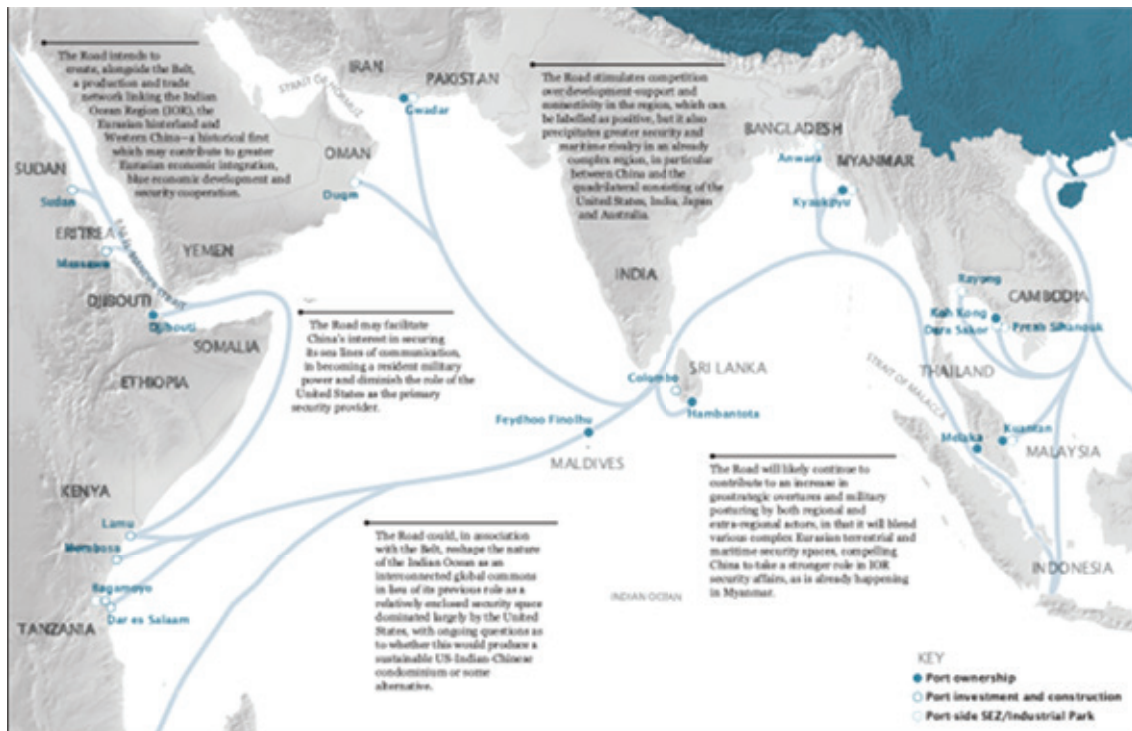 The Road intends to
create, alongside the Belt,
a production and trade
network linking the Indian
Ocean Region (IOR), the
Eurasian hinterland and
Western China—a historical first
which may contribute to greater
Eurasian economic integration,
blue economic development and
security cooperation.
The Road stimulates competition
over development-support and
connectivity in the region, which can
be labelled as positive, but it also
precipitates greater security and
maritime rivalry in an already
complex region, in particular
between China and the
quadrilateral consisting of the
United States, India, Japan
and Australia.
STRAIT OF HORMUZ
IRAN
PAKISTAN
Gwadar
BANGLADESH
Anwara
MYANMAR
Kyaukpyu
OMAN
Duqm
SUDAN
Sudan
ERITREA
Massawa
YEMEN
DJIBOUTI
Djibouti
SOMALIA
ETHIOPIA
INDIA
Rayong
CAMBODIA
Koh Kong
Dara Sakor
Preah Sihanouk
THAILAND
STRAIT OF MALACCA
The Road may facilitate
China's interest in securing
its sea lines of communication,
in becoming a resident military
power and diminish the role of the
United States as the primary
security provider.
Colombo
SRI LANKA
Hambantota
Feydhoo Finolhu
MALDIVES
Melaka
Kuantan
MALAYSIA
KENYA
Lamu
Mombasa
Bagamoyo
Dar es Salaam
TANZANIA
The Road could, in association
with the Belt, reshape the nature
of the Indian Ocean as an
interconnected global commons
in lieu of its previous role as a
relatively enclosed security space
dominated largely by the United
States, with ongoing questions as
to whether this would produce a
sustainable US-Indian-Chinese
condominium or some
alternative.
The Road will likely continue to
contribute to an increase in
geostrategic overtures and military
posturing by both regional and
extra-regional actors, in that it will blend
various complex Eurasian terrestrial and
maritime security spaces, compelling
China to take a stronger role in IOR
security affairs, as is already happening
in Myanmar.
INDIAN OCEAN
INDONESIA
KEY
Port ownership
Port investment and construction
Port-side SEZ/Industrial Park